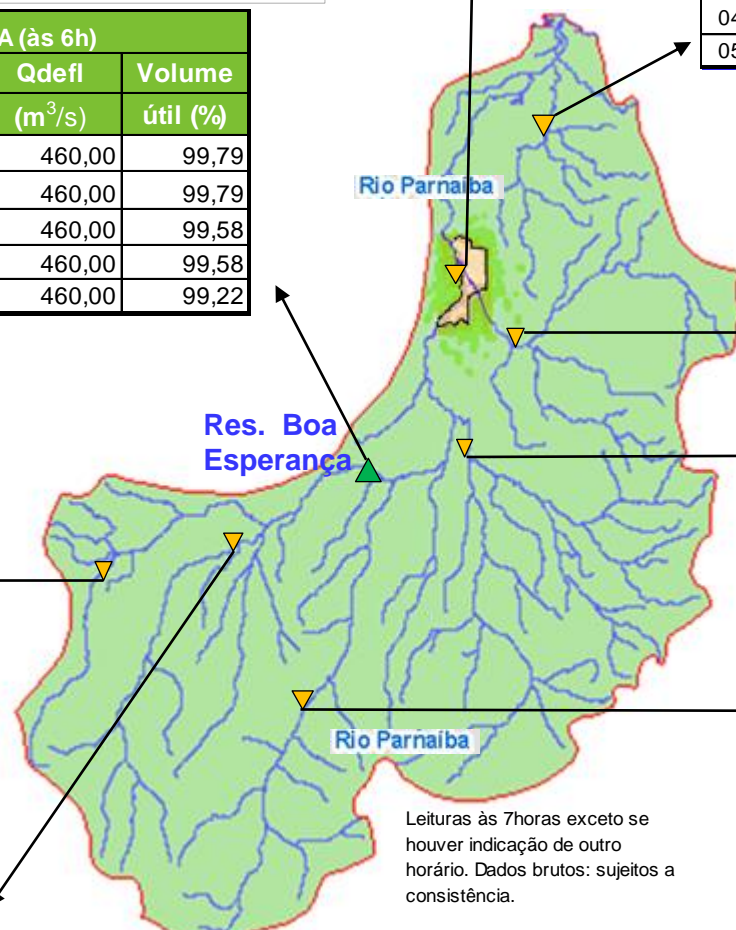 A (às 6h)
Qdefl Volume
(m³/s) útil (%)
460,00 99,79
460,00 99,79
460,00 99,58
460,00 99,58
460,00 99,22
04
05
Rio Parnaíba
Res. Boa
Esperança
Rio Parnaíba
Leituras às 7horas exceto se
houver indicação de outro
horário. Dados brutos: sujeitos a
consistência.